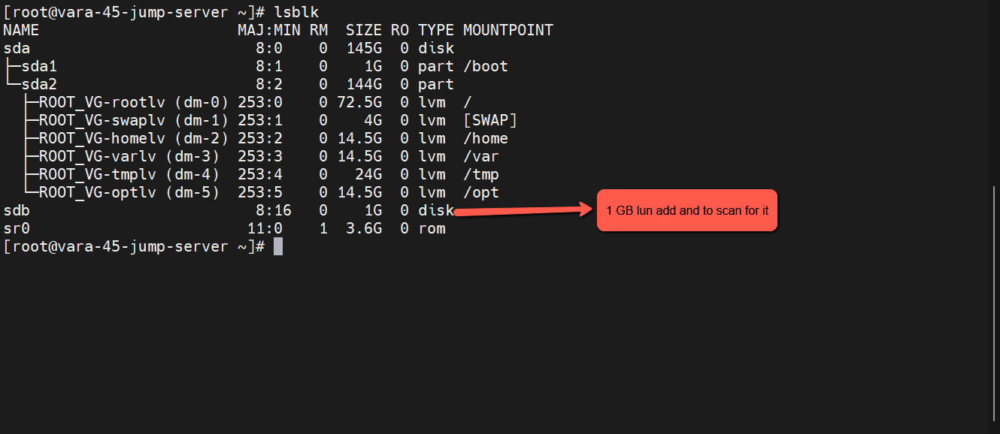 [root@vara-45-jump-server ~]# lsblk
NAME                      MAJ:MIN RM   SIZE RO TYPE MOUNTPOINT
sda                         8:0    0   145G  0 disk
├─sda1                      8:1    0     1G  0 part /boot
└─sda2                      8:2    0   144G  0 part
  ├─ROOT_VG-rootlv (dm-0) 253:0    0  72.5G  0 lvm  /
  ├─ROOT_VG-swaplv (dm-1) 253:1    0     4G  0 lvm  [SWAP]
  ├─ROOT_VG-homelv (dm-2) 253:2    0  14.5G  0 lvm  /home
  ├─ROOT_VG-varlv (dm-3)  253:3    0  14.5G  0 lvm  /var
  ├─ROOT_VG-tmplv (dm-4)  253:4    0    24G  0 lvm  /tmp
  └─ROOT_VG-optlv (dm-5)  253:5    0  14.5G  0 lvm  /opt
sdb                         8:16   0     1G  0 disk 1 GB lun add and to scan for it
sr0                        11:0    1   3.6G  0 rom
[root@vara-45-jump-server ~]#